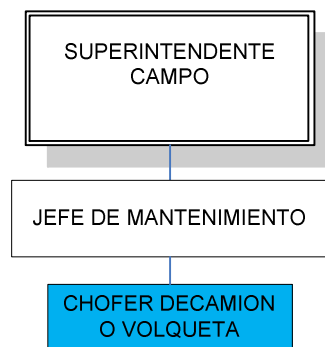 SUPERINTENDENTE
CAMPO
JEFE DE MANTENIMIENTO
CHOFER DECAMION
O VOLQUETA